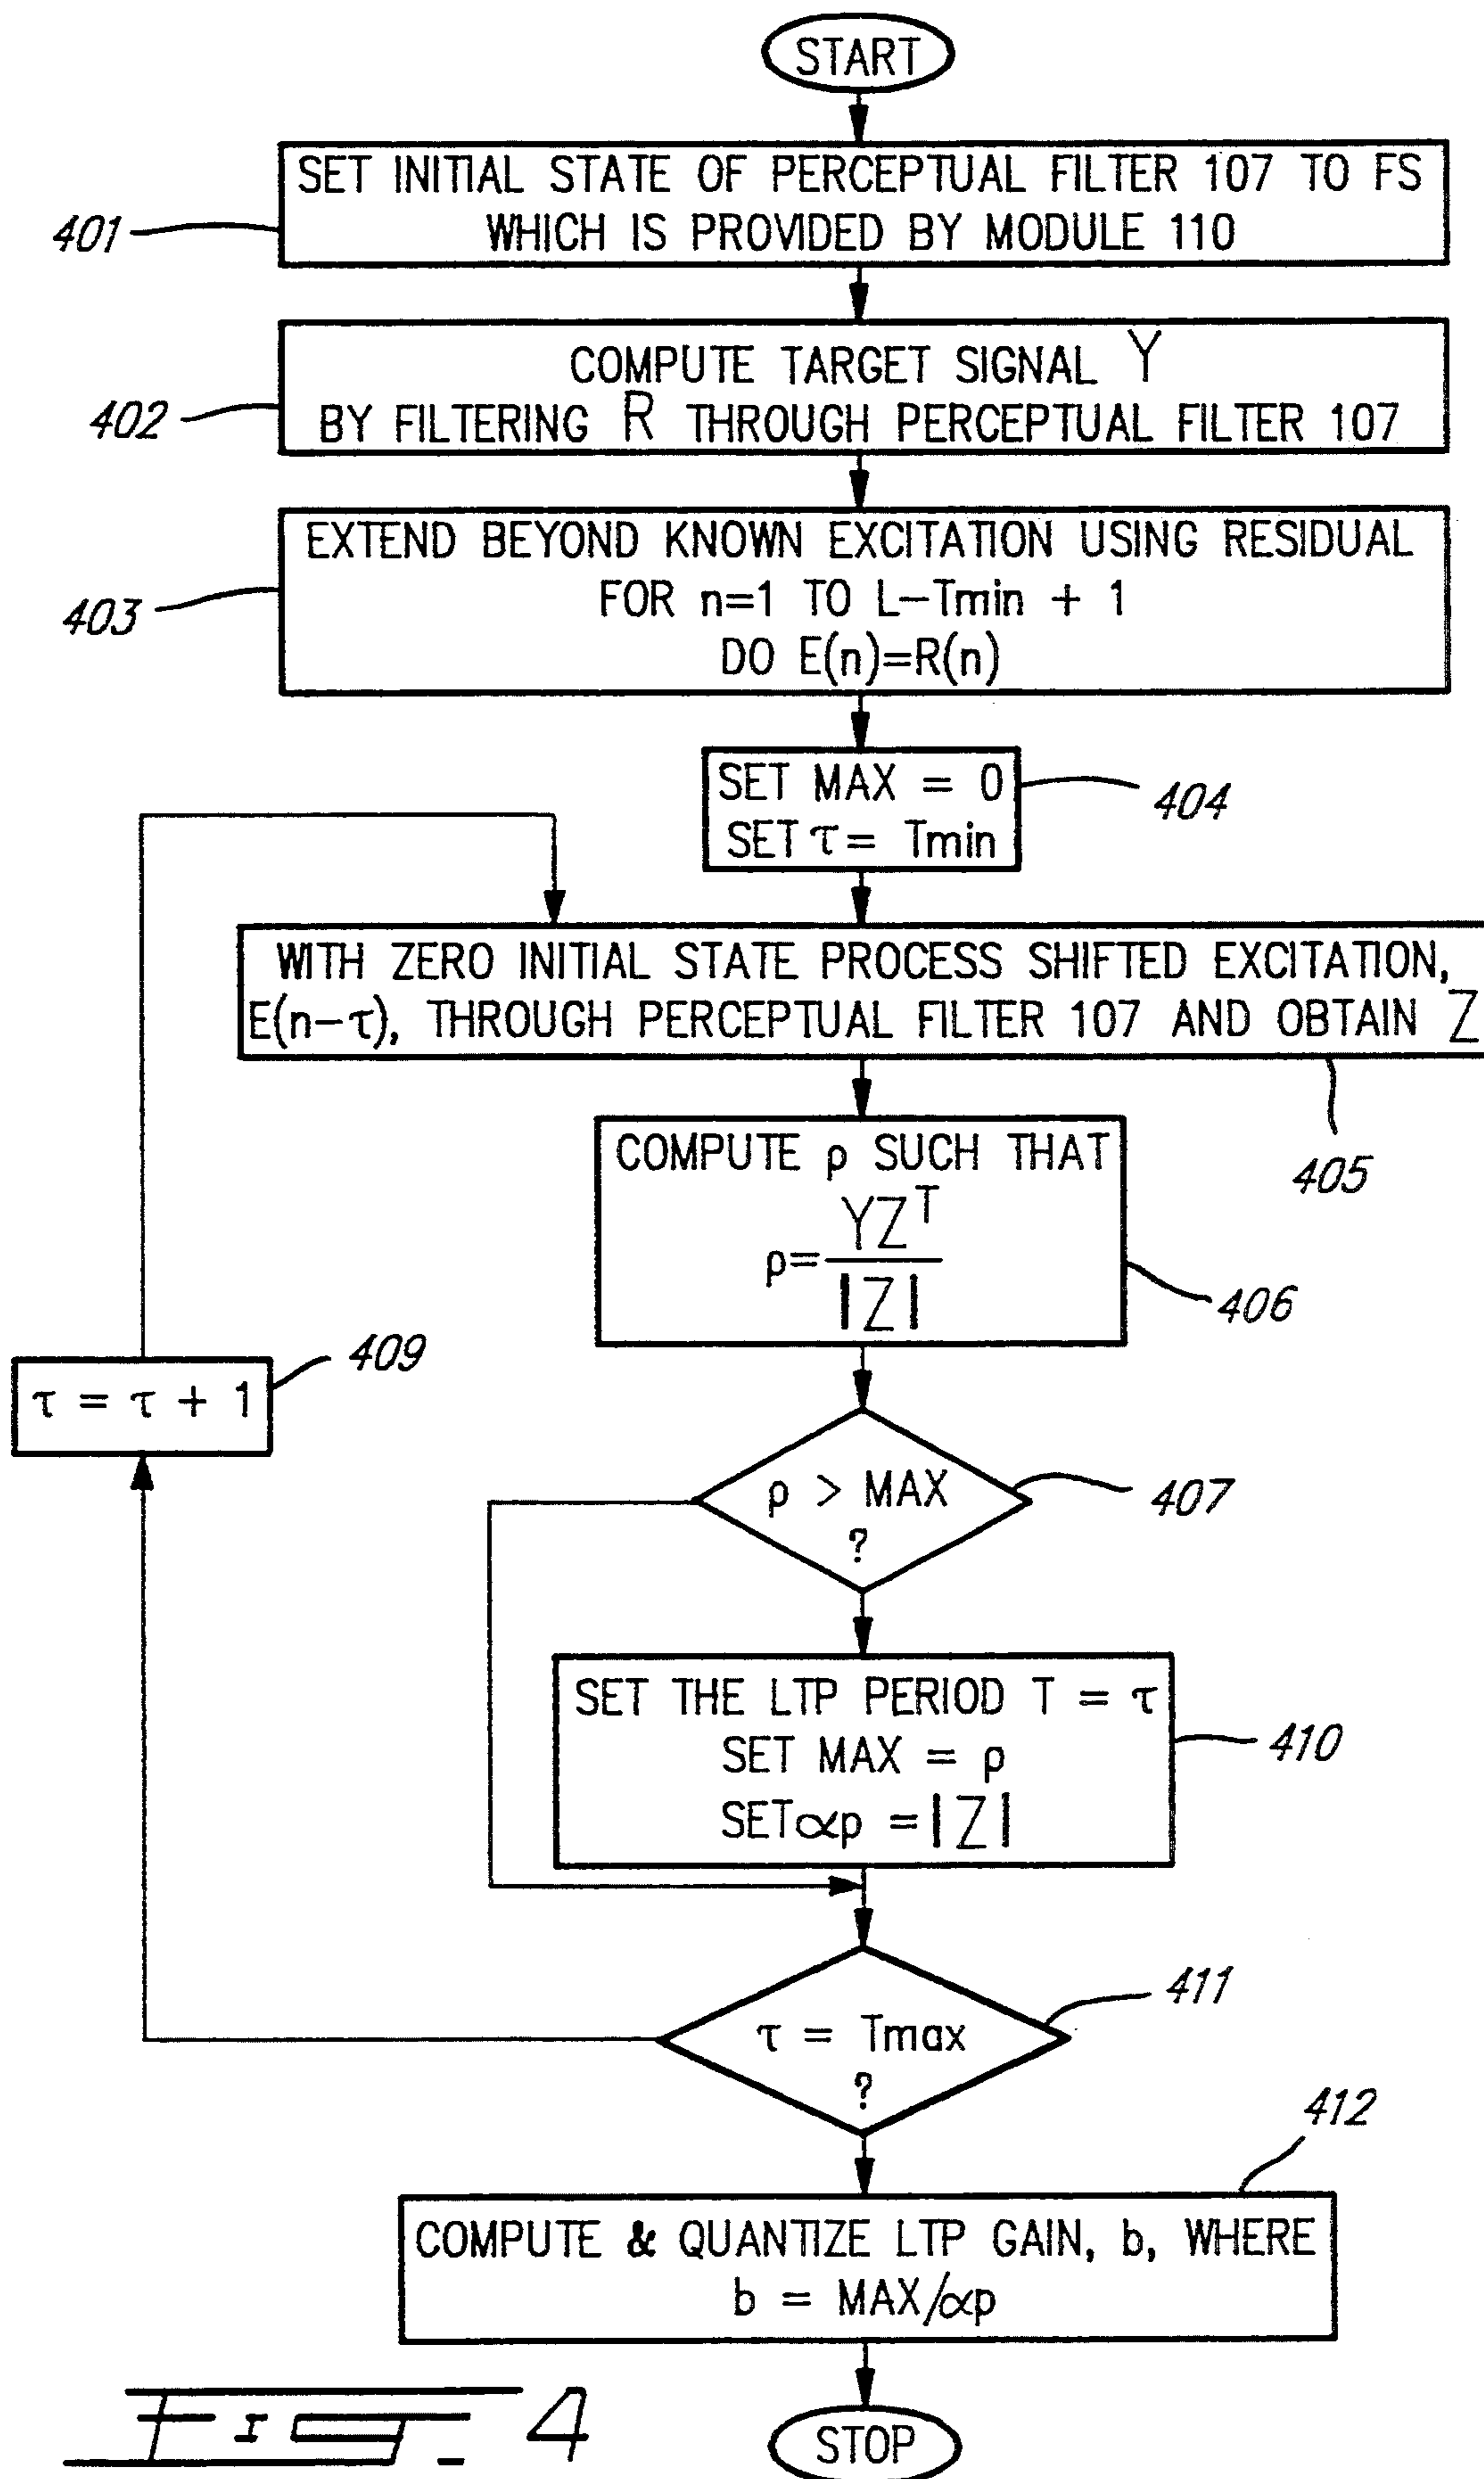 START
SET INITIAL STATE OF PERCEPTUAL FILTER 107 TO FS
WHICH IS PROVIDED BY MODULE 110
401
COMPUTE TARGET SIGNAL Y
BY FILTERING R THROUGH PERCEPTUAL FILTER 107
402
EXTEND BEYOND KNOWN EXCITATION USING RESIDUAL
FOR n=1 TO L-Tmin + 1
DO E(n)=R(n)
403
SET MAX = 0
SET τ = Tmin
404
WITH ZERO INITIAL STATE PROCESS SHIFTED EXCITATION,
E(n-τ), THROUGH PERCEPTUAL FILTER 107 AND OBTAIN Z
405
COMPUTE ρ SUCH THAT
ρ= YZ^T
|Z|
406
τ = τ + 1
409
ρ > MAX
?
407
SET THE LTP PERIOD T = τ
SET MAX = ρ
SET αp = |Z|
410
τ = Tmax
?
411
412
COMPUTE & QUANTIZE LTP GAIN, b, WHERE
b = MAX/αp
STOP
FIG. 4